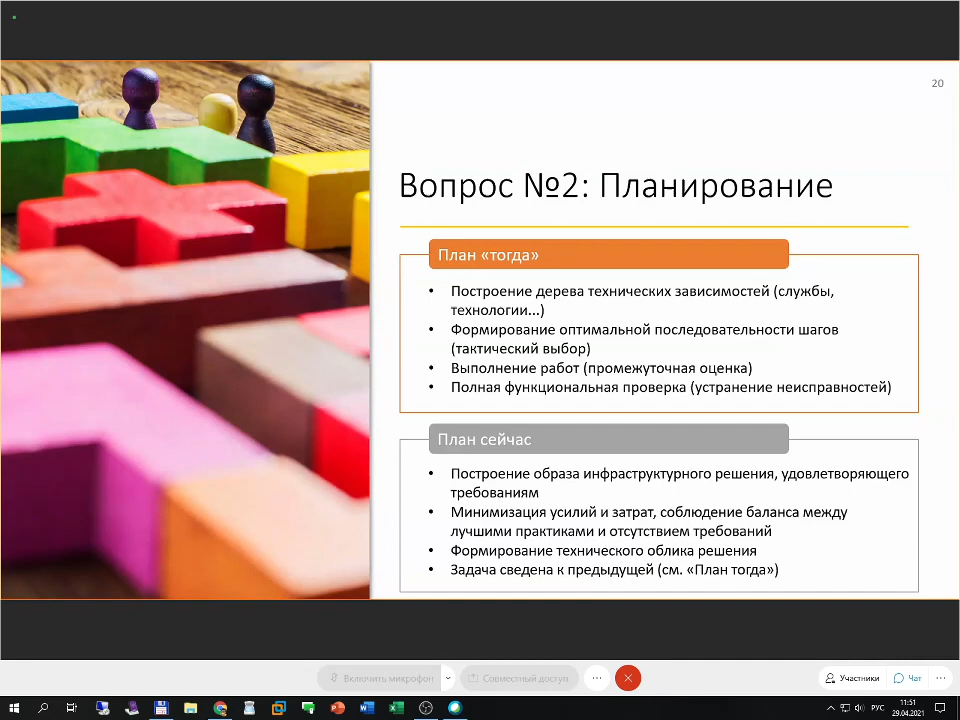 20
Вопрос №2: Планирование
План «тогда»
• Построение дерева технических зависимостей (службы,
технологии...)
• Формирование оптимальной последовательности шагов
(тактический выбор)
• Выполнение работ (промежуточная оценка)
• Полная функциональная проверка (устранение неисправностей)
План сейчас
• Построение образа инфраструктурного решения, удовлетворяющего
требованиям
• Минимизация усилий и затрат, соблюдение баланса между
лучшими практиками и отсутствием требований
• Формирование технического облика решения
• Задача сведена к предыдущей (см. «План тогда»)
Включить микрофон
Совместный доступ
Участники
Чат
РУС
11:51
29.04.2021